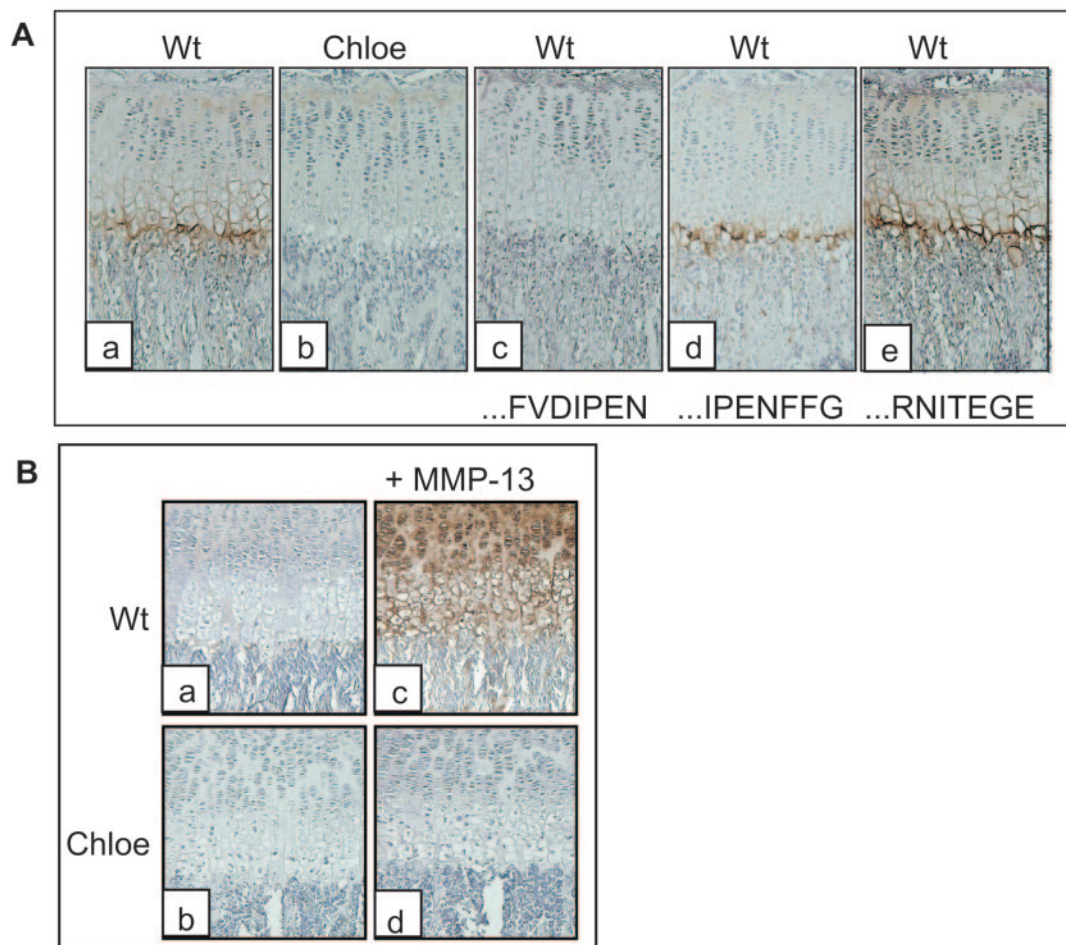 A
Wt Chloe Wt Wt Wt
a b c d e
...FVDIPEN ...IPENFFG ...RNITEGE
B
+ MMP-13
Wt
a c
Chloe
b d